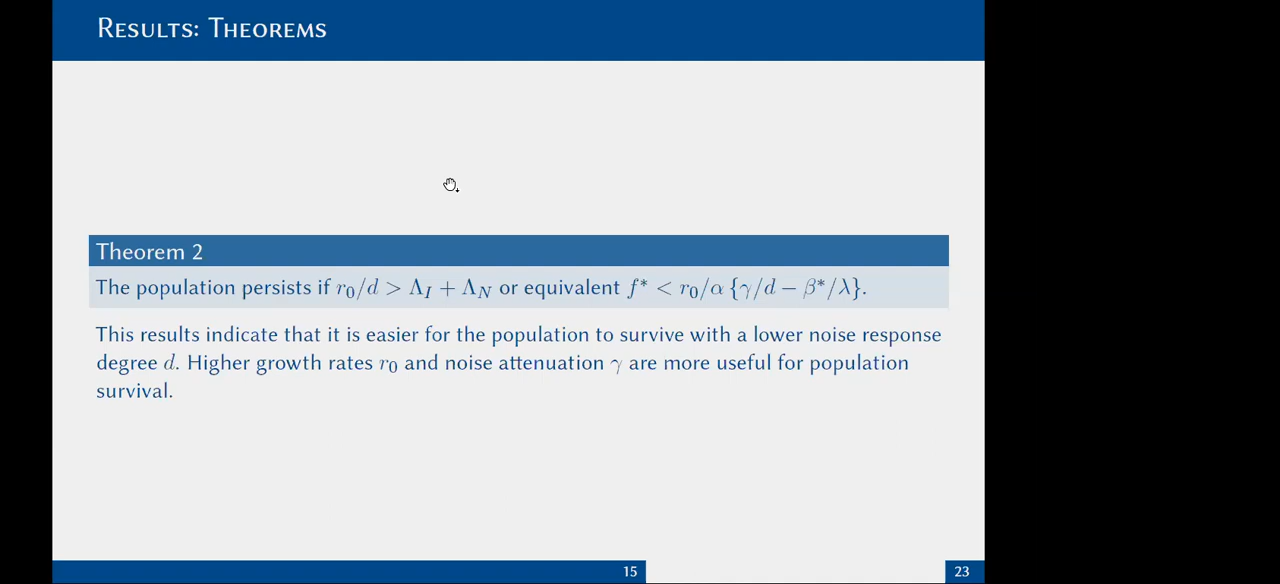 Results: Theorems
Theorem 2
The population persists if r₀/d > Λ_I + Λ_N or equivalent f* < r₀/α {γ/d − β*/λ}.
This results indicate that it is easier for the population to survive with a lower noise response
degree d. Higher growth rates r₀ and noise attenuation γ are more useful for population
survival.
15
23